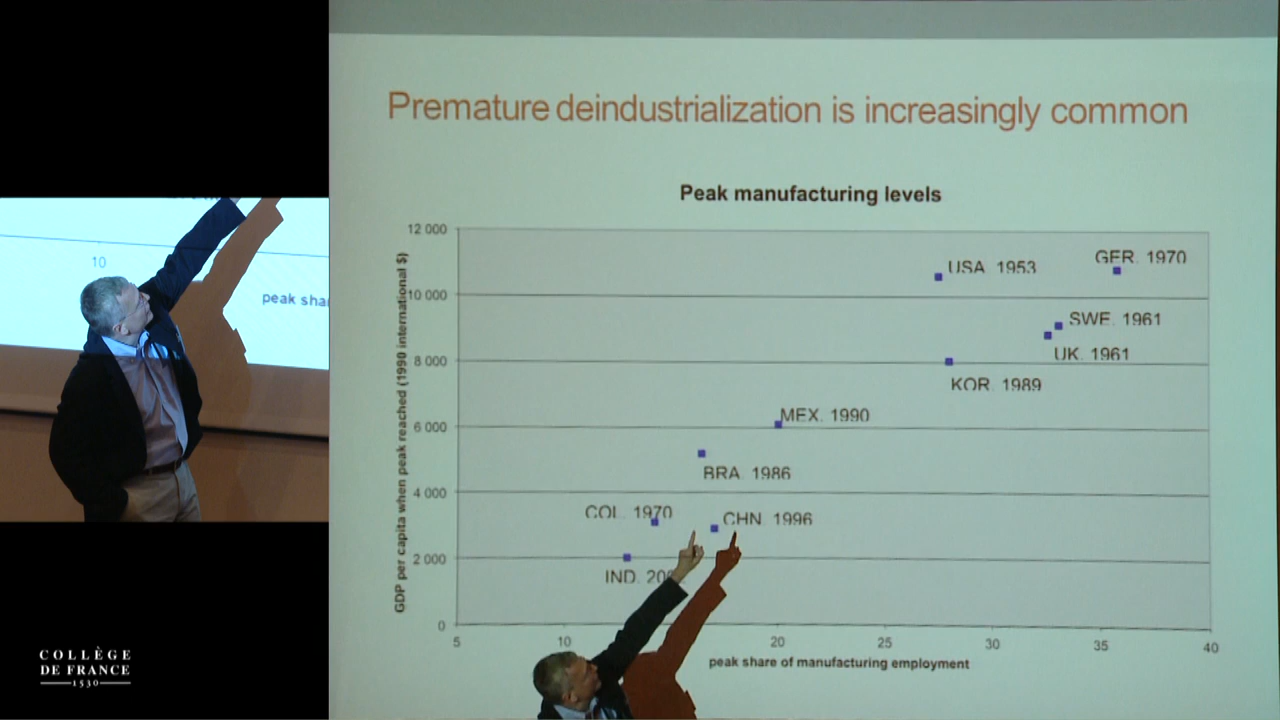 Premature deindustrialization is increasingly common
Peak manufacturing levels
12 000
10 000
8 000
6 000
4 000
2 000
0
GDP per capita when peak reached (1990 international $)
USA. 1953
GER. 1970
SWE. 1961
UK. 1961
KOR. 1989
MEX. 1990
BRA. 1986
COL. 1970
CHN. 1996
IND.
5
10
20
25
30
35
40
peak share of manufacturing employment
10
peak
COLLÈGE
DE FRANCE
1530